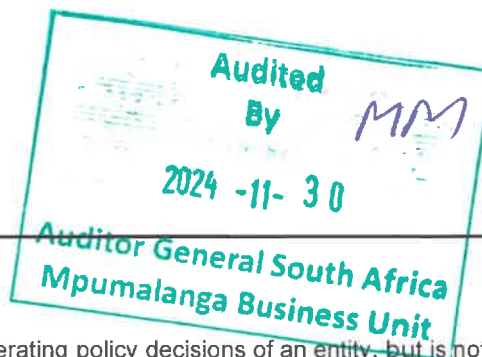 Audited
By
MM
2024 -11- 30
Auditor General South Africa
Mpumalanga Business Unit
erating policy decisions of an entity, but is not